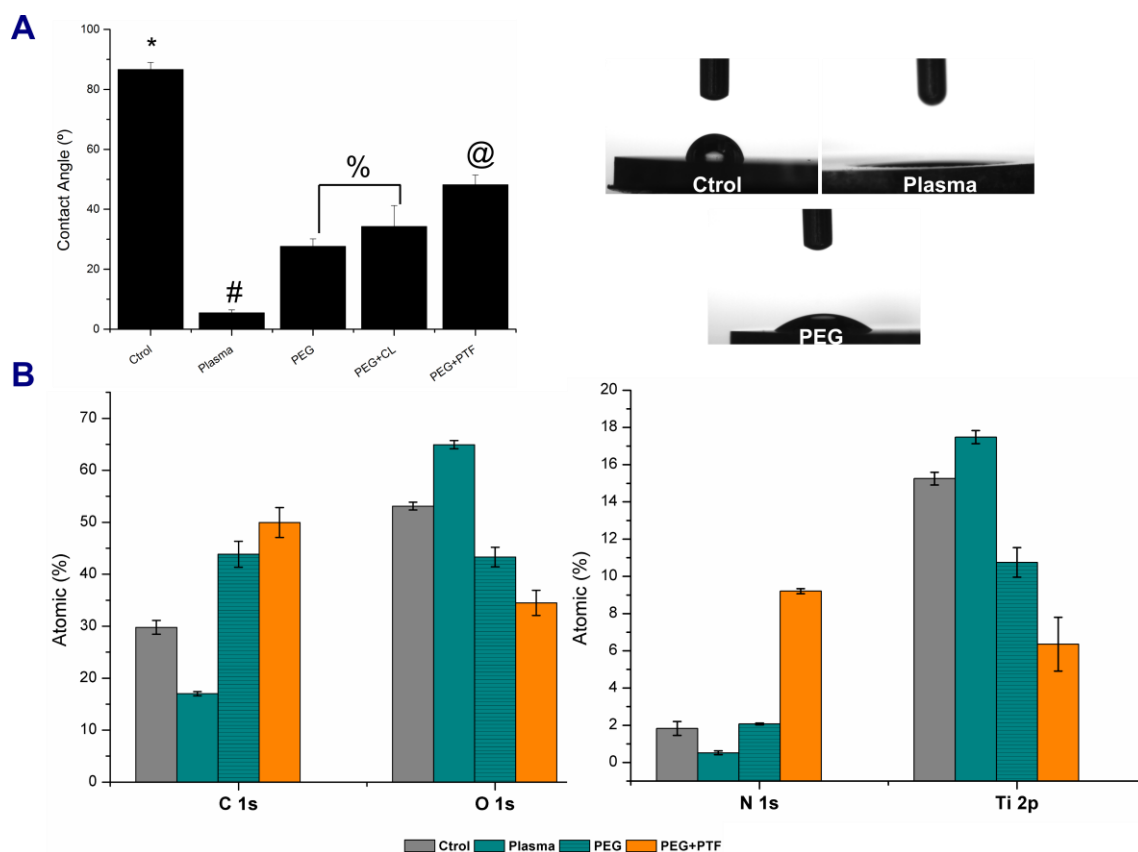 A
Contact Angle (º)
100
80
60
40
20
0
*
#
%
@
Ctrol
Plasma
PEG
PEG+CL
PEG+PTF
Ctrol
Plasma
PEG
B
Atomic (%)
70
60
50
40
30
20
10
0
C 1s
O 1s
Atomic (%)
20
18
16
14
12
10
8
6
4
2
0
N 1s
Ti 2p
Ctrol Plasma PEG PEG+PTF